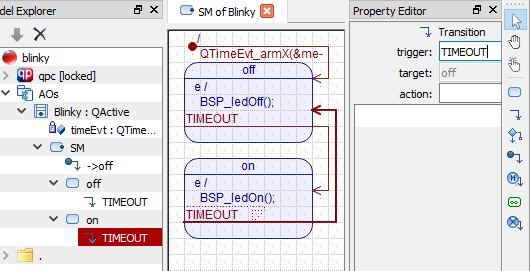 del Explorer
SM of Blinky
Property Editor
blinky
qpc [locked]
AOs
Blinky : QActive
timeEvt : QTime...
SM
->off
off
TIMEOUT
on
TIMEOUT
.
/
QTimeEvt_armX(&me-
off
e /
BSP_ledOff();
TIMEOUT
on
e /
BSP_ledOn();
TIMEOUT
Transition
trigger: TIMEOUT
target: off
action: